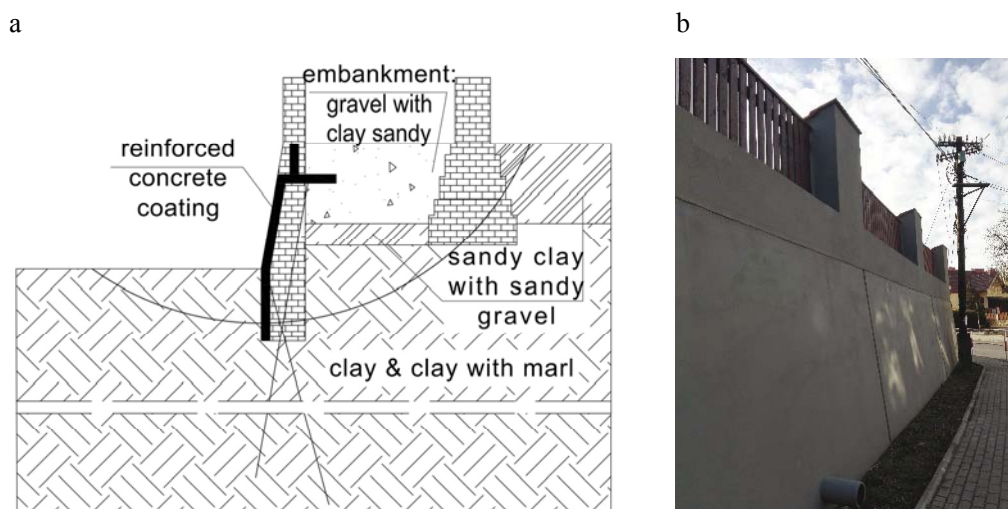 a
b
embankment:
gravel with
clay sandy
reinforced
concrete
coating
sandy clay
with sandy
gravel
clay & clay with marl